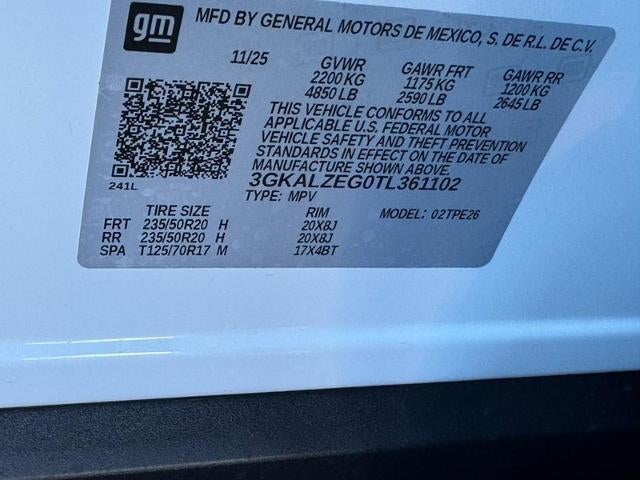 gm MFD BY GENERAL MOTORS DE MEXICO, S. DE R.L. DE C.V.
11/25 GVWR GAWR FRT GAWR RR
2200 KG 1175 KG 1200 KG
4850 LB 2590 LB 2645 LB
THIS VEHICLE CONFORMS TO ALL
APPLICABLE U.S. FEDERAL MOTOR
VEHICLE SAFETY AND THEFT PREVENTION
STANDARDS IN EFFECT ON THE DATE OF
MANUFACTURE SHOWN ABOVE.
241L 3GKALZEG0TL361102
TYPE: MPV
TIRE SIZE RIM MODEL: 02TPE26
FRT 235/50R20 H 20X8J
RR 235/50R20 H 20X8J
SPA T125/70R17 M 17X4BT